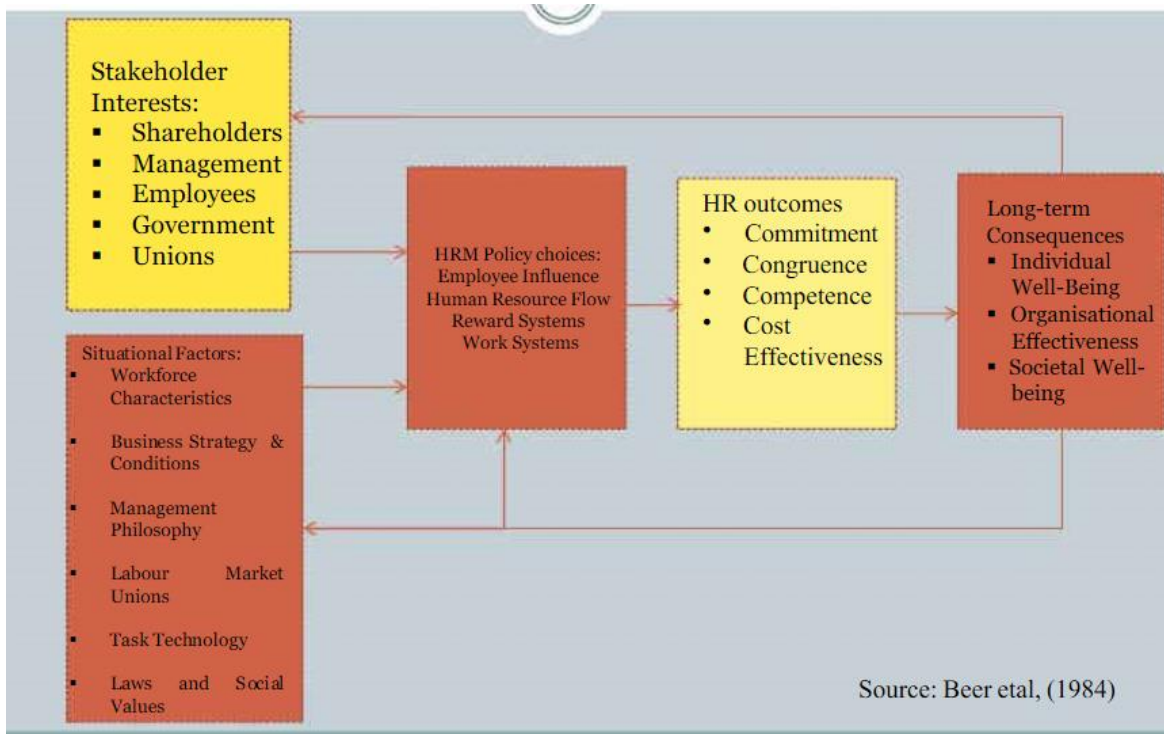 Stakeholder
Interests:
▪ Shareholders
▪ Management
▪ Employees
▪ Government
▪ Unions
Situational Factors:
▪ Workforce
Characteristics
▪ Business Strategy &
Conditions
▪ Management
Philosophy
▪ Labour Market
Unions
▪ Task Technology
▪ Laws and Social
Values
HRM Policy choices:
Employee Influence
Human Resource Flow
Reward Systems
Work Systems
HR outcomes
• Commitment
• Congruence
• Competence
• Cost
Effectiveness
Long-term
Consequences
▪ Individual
Well-Being
▪ Organisational
Effectiveness
▪ Societal Well-
being
Source: Beer etal, (1984)